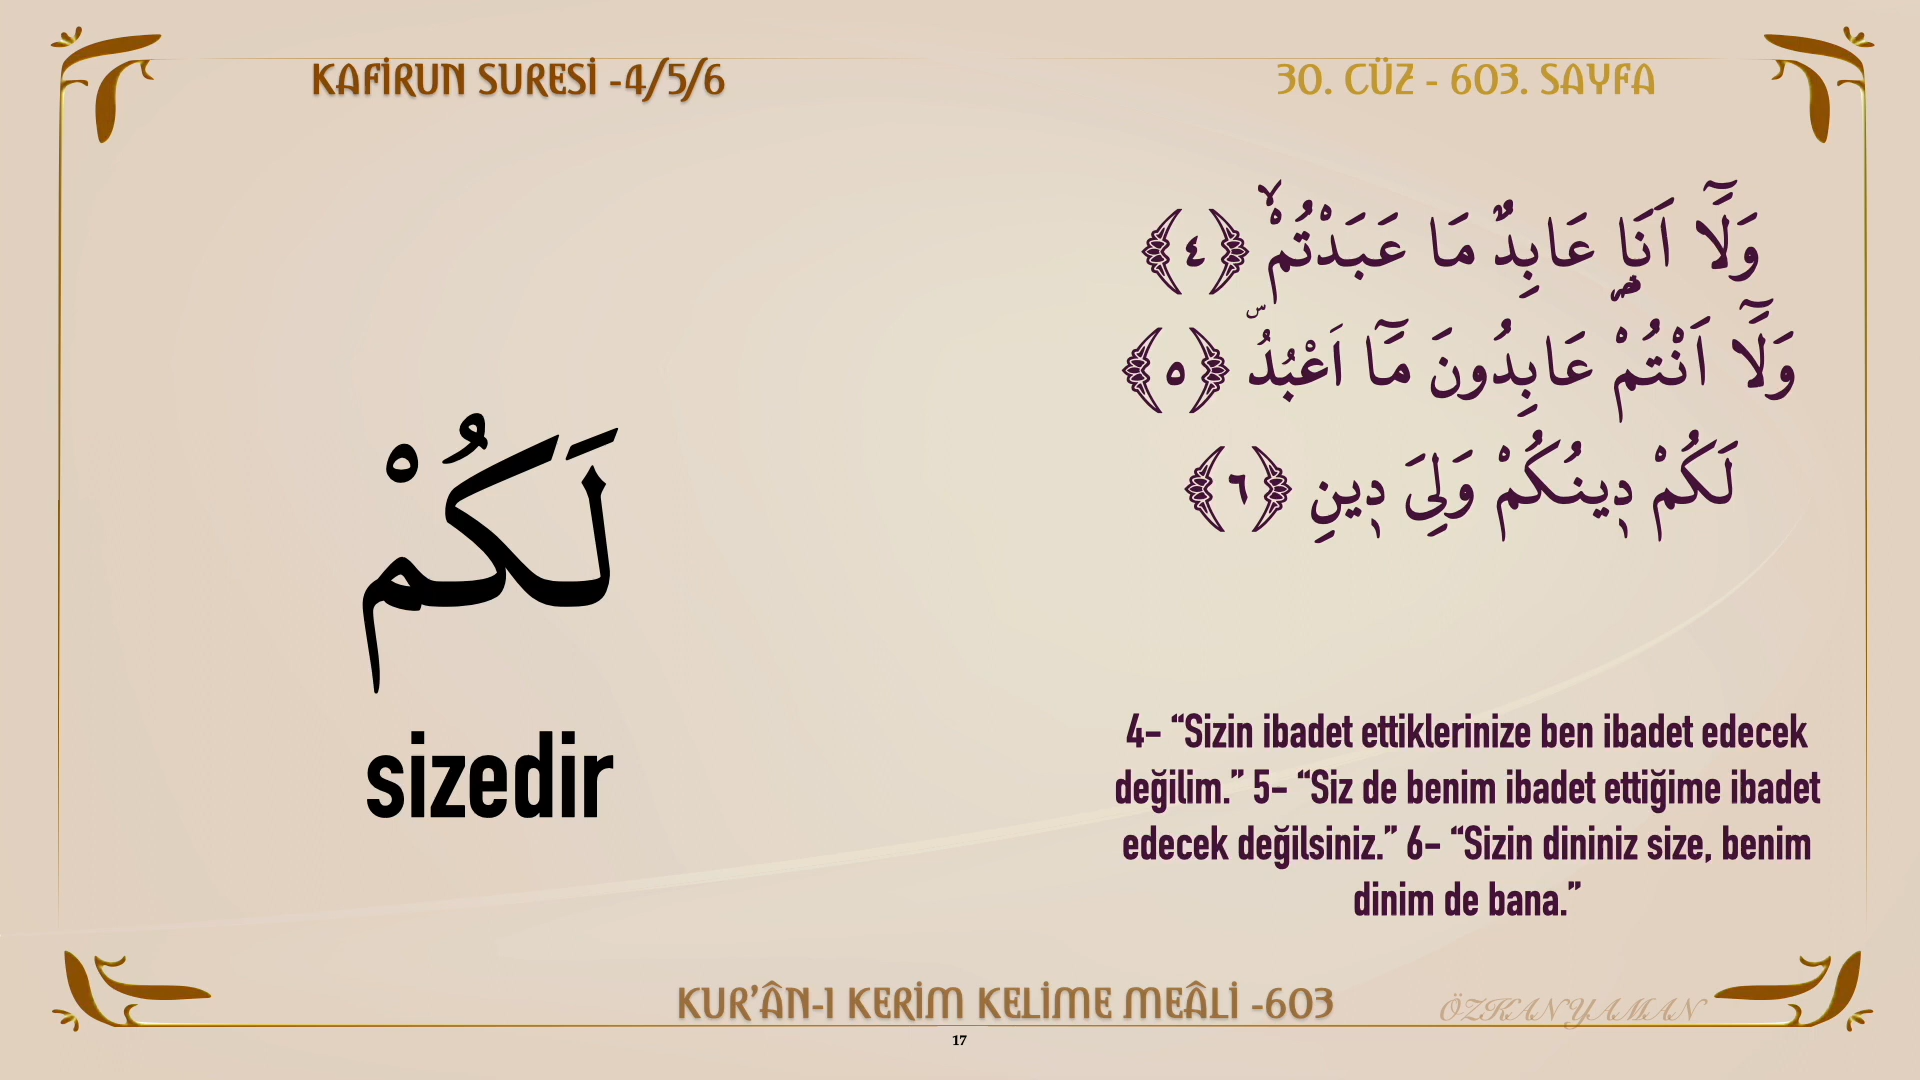 KAFİRUN SURESİ -4/5/6
30. CÜZ - 603. SAYFA
وَلَٓا اَنَا۬ عَابِدٌ مَا عَبَدْتُمْۙ ﴿٤﴾
وَلَٓا اَنْتُمْ عَابِدُونَ مَٓا اَعْبُدُۜ ﴿٥﴾
لَكُمْ د۪ينُكُمْ وَلِيَ د۪ينِ ﴿٦﴾
لَكُمْ
sizedir
4– “Sizin ibadet ettiklerinize ben ibadet edecek
değilim.” 5– “Siz de benim ibadet ettiğime ibadet
edecek değilsiniz.” 6– “Sizin dininiz size, benim
dinim de bana.”
KUR’ÂN-I KERİM KELİME MEÂLİ -603
ÖZKAN YAMAN
17